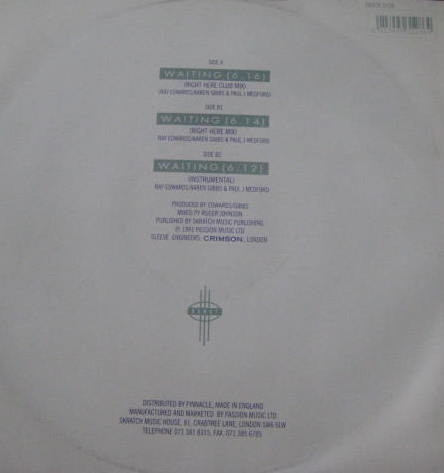 SIDE A
WAITING (6.16)
(RIGHT HERE CLUB MIX)
RAY EDWARDS/KAREN GIBBS & PAUL J MEDFORD
SIDE B1
WAITING (6.14)
(RIGHT HERE MIX)
RAY EDWARDS/KAREN GIBBS & PAUL J MEDFORD
SIDE B2
WAITING (6.12)
(INSTRUMENTAL)
RAY EDWARDS/KAREN GIBBS & PAUL J MEDFORD
PRODUCED BY EDWARDS/GIBBS
MIXED BY ROGER JOHNSON
PUBLISHED BY SKRATCH MUSIC PUBLISHING
℗ 1991 PASSION MUSIC LTD
SLEEVE ENGINEERS: CRIMSON, LONDON
DISTRIBUTED BY PINNACLE, MADE IN ENGLAND
MANUFACTURED AND MARKETED BY PASSION MUSIC LTD
SKRATCH MUSIC HOUSE, 81, CRABTREE LANE, LONDON SW6 6LW
TELEPHONE 071 381 8315, FAX 071 385 6785